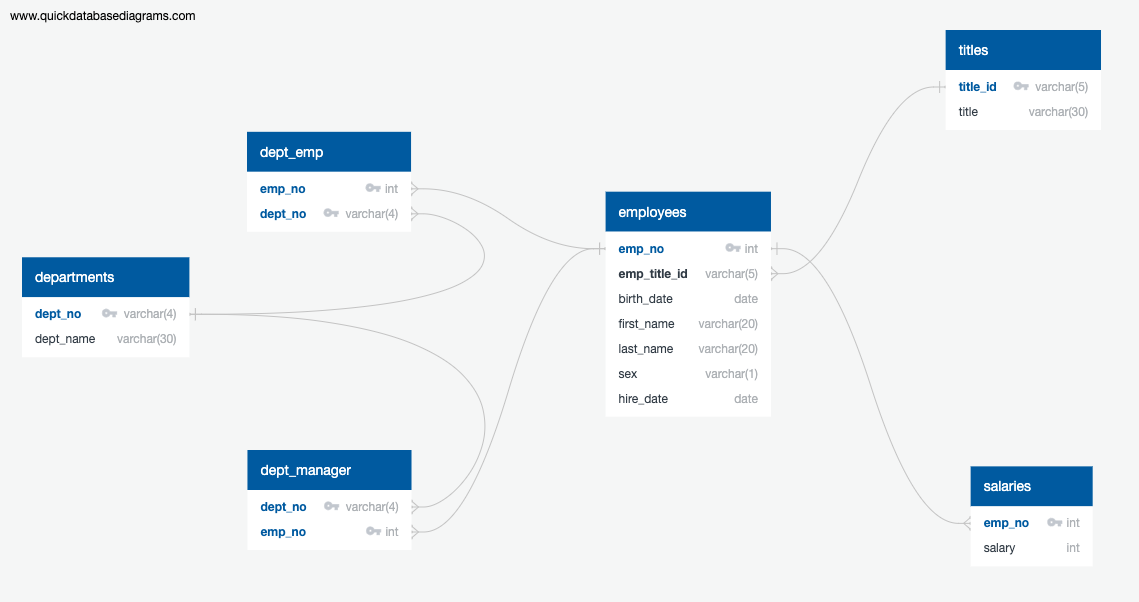 www.quickdatabasediagrams.com
titles
title_id varchar(5)
title varchar(30)
dept_emp
emp_no int
dept_no varchar(4)
employees
emp_no int
emp_title_id varchar(5)
birth_date date
first_name varchar(20)
last_name varchar(20)
sex varchar(1)
hire_date date
departments
dept_no varchar(4)
dept_name varchar(30)
dept_manager
dept_no varchar(4)
emp_no int
salaries
emp_no int
salary int